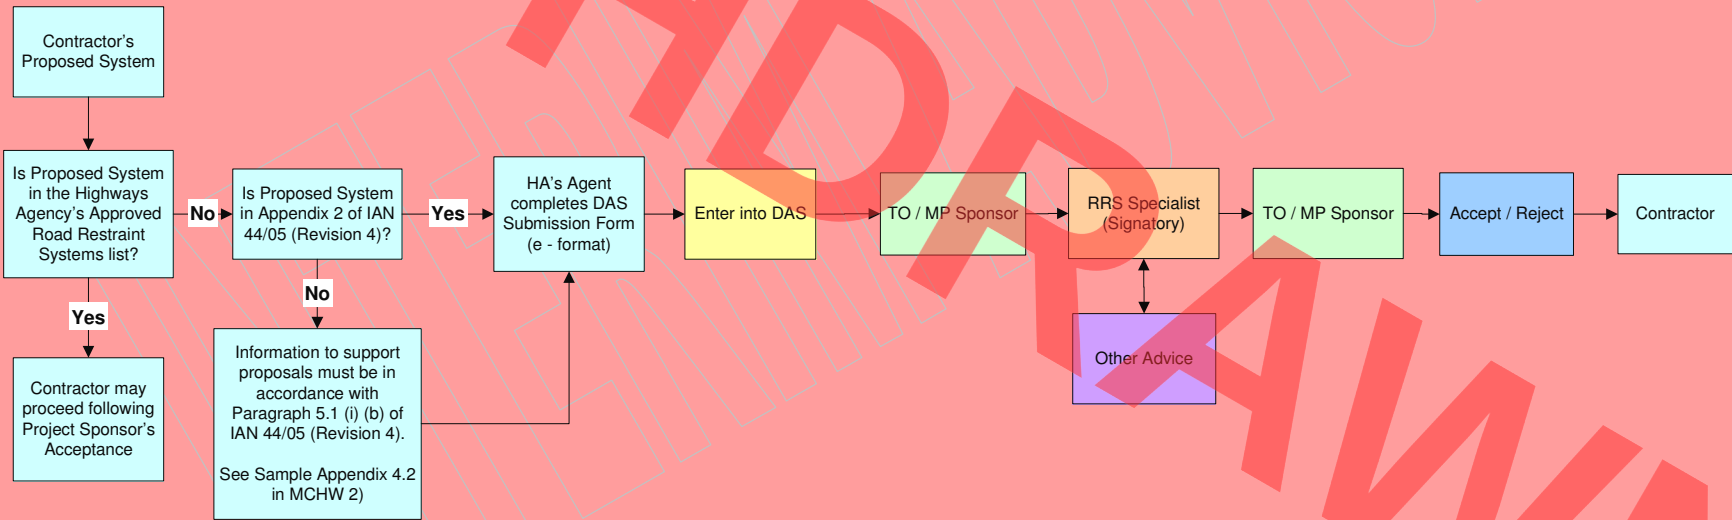 Contractor's
Proposed System
Is Proposed System
in the Highways
Agency's Approved
Road Restraint
Systems list?
No
Is Proposed System
in Appendix 2 of IAN
44/05 (Revision 4)?
Yes
HA's Agent
completes DAS
Submission Form
(e - format)
Enter into DAS
TO / MP Sponsor
RRS Specialist
(Signatory)
TO / MP Sponsor
Accept / Reject
Contractor
Yes
No
Contractor may
proceed following
Project Sponsor's
Acceptance
Information to support
proposals must be in
accordance with
Paragraph 5.1 (i) (b) of
IAN 44/05 (Revision 4).
See Sample Appendix 4.2
in MCHW 2)
Other Advice
HDRAW